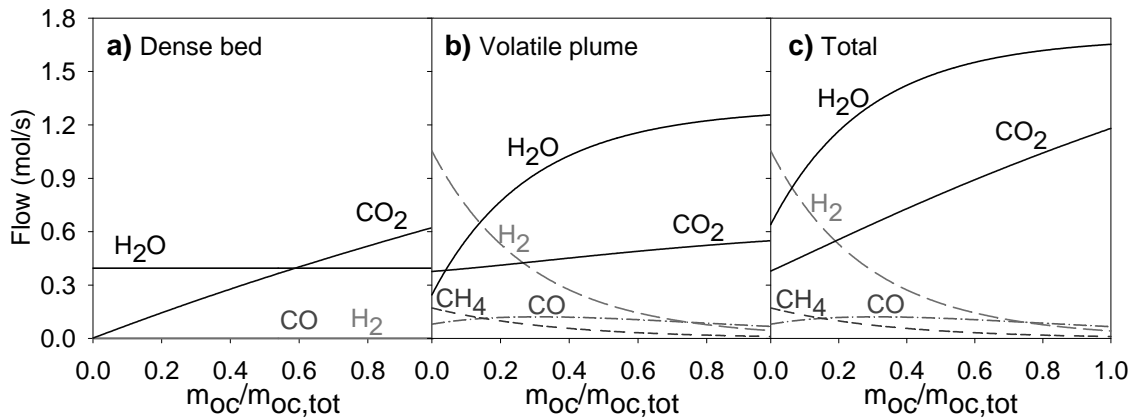 Flow (mol/s)
1.8
1.5
1.2
0.9
0.6
0.3
0.0
a) Dense bed
H2O
CO2
CO
H2
0.0 0.2 0.4 0.6 0.8
moc/moc,tot
b) Volatile plume
H2O
H2
CO2
CH4
CO
0.0 0.2 0.4 0.6 0.8
moc/moc,tot
c) Total
H2O
CO2
H2
CH4
CO
0.0 0.2 0.4 0.6 0.8 1.0
moc/moc,tot